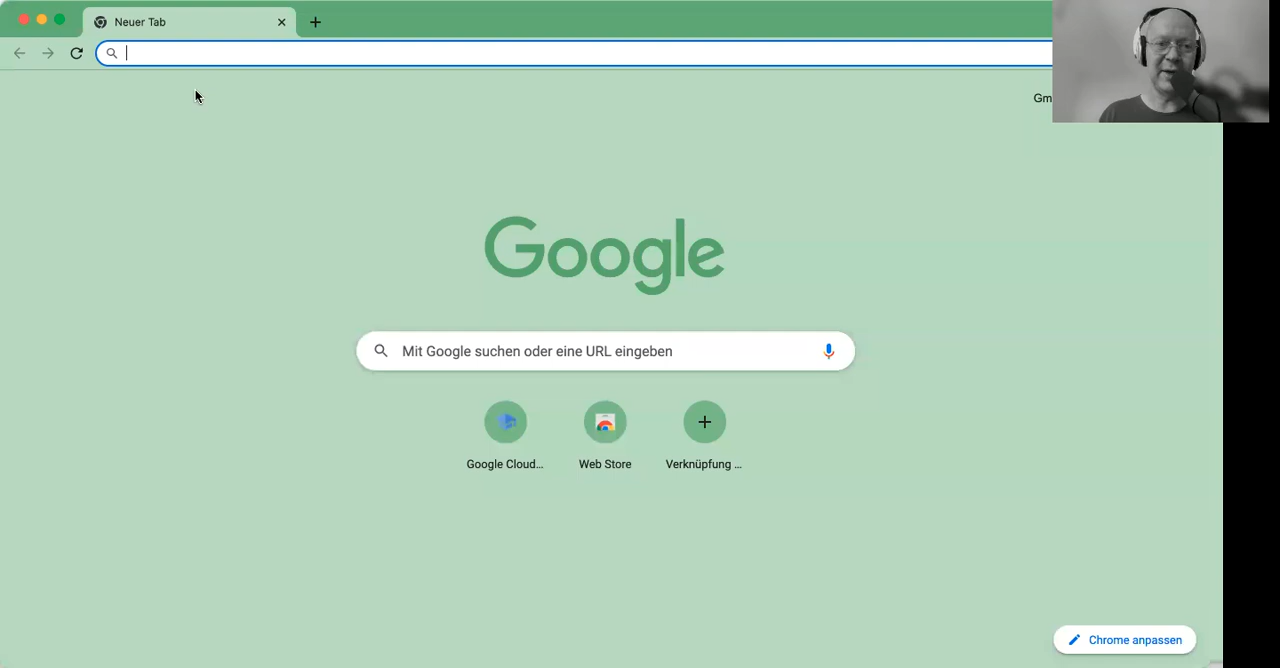 Neuer Tab
Gm
Google
Mit Google suchen oder eine URL eingeben
Google Cloud...
Web Store
Verknüpfung ...
Chrome anpassen